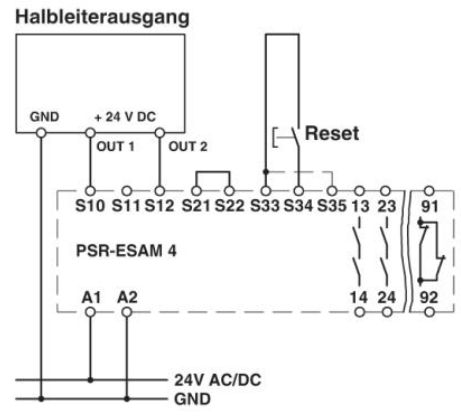 Halbleiterausgang
GND + 24 V DC
OUT 1 OUT 2
S10 S11 S12 S21 S22 S33 S34 S35 13 23 91
Reset
PSR-ESAM 4
A1 A2 14 24 92
24V AC/DC
GND